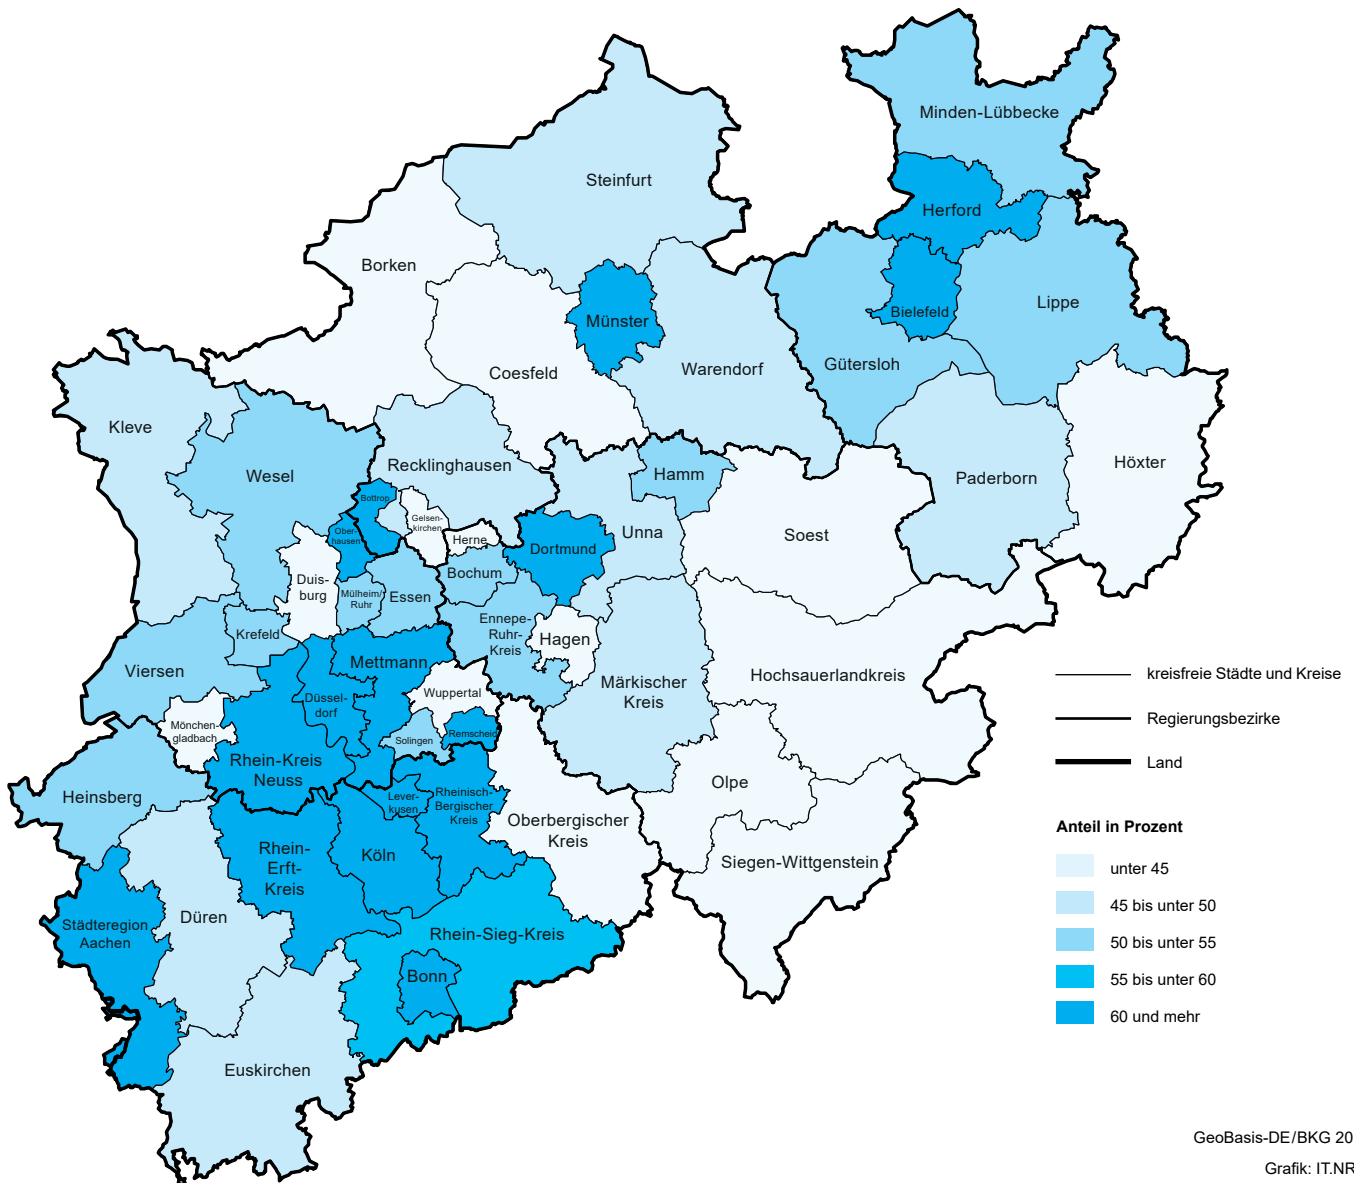 Minden-Lübbecke
Steinfurt
Herford
Borken
Lippe
Bielefeld
Münster
Gütersloh
Warendorf
Coesfeld
Kleve
Höxter
Recklinghausen
Wesel
Hamm
Paderborn
Bottrop
Gelsen-
kirchen
Ober-
hausen
Herne
Dortmund
Unna
Soest
Duis-
burg
Bochum
Mülheim/
Ruhr
Essen
Krefeld
Ennepe-
Ruhr-
Kreis
Hagen
Mettmann
Viersen
Hochsauerlandkreis
Märkischer
Kreis
Wuppertal
Düssel-
dorf
Mönchen-
gladbach
Solingen
Remscheid
Rhein-Kreis
Neuss
Olpe
Heinsberg
Lever-
kusen
Rheinisch-
Bergischer
Kreis
Oberbergischer
Kreis
Rhein-
Erft-
Kreis
Köln
Siegen-Wittgenstein
Düren
Städteregion
Aachen
Rhein-Sieg-Kreis
Bonn
Euskirchen
kreisfreie Städte und Kreise
Regierungsbezirke
Land
Anteil in Prozent
unter 45
45 bis unter 50
50 bis unter 55
55 bis unter 60
60 und mehr
GeoBasis-DE/BKG 20
Grafik: IT.NR